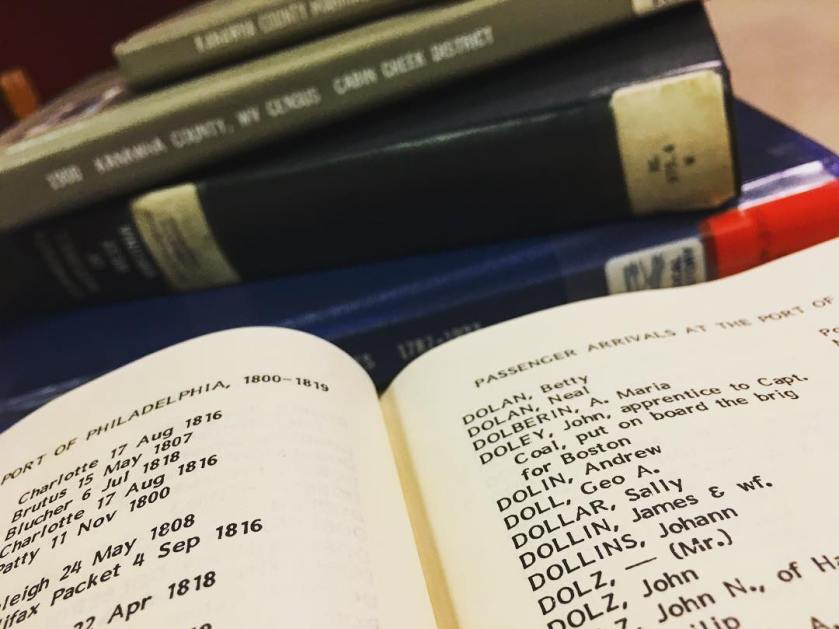 KANAWHA COUNTY
1900 KANAWHA COUNTY, WV CENSUS CABIN CREEK DISTRICT
PORT OF PHILADELPHIA, 1800-1819
Charlotte 17 Aug 1816
Brutus 15 May 1807
Blucher 6 Jul 1818
Charlotte 17 Aug 1816
Patty 11 Nov 1800
24 May 1808
Packet 4 Sep 1816
22 Apr 1818
PASSENGER ARRIVALS AT THE PORT OF
DOLAN, Betty
DOLAN, Neal
DOLBERIN, A. Maria
DOLEY, John, apprentice to Capt.
Coal, put on board the brig
for Boston
DOLIN, Andrew
DOLL, Geo A.
DOLLAR, Sally
DOLLIN, James & wf.
DOLLINS, Johann
DOLZ, — (Mr.)
DOLZ, John
John N., of